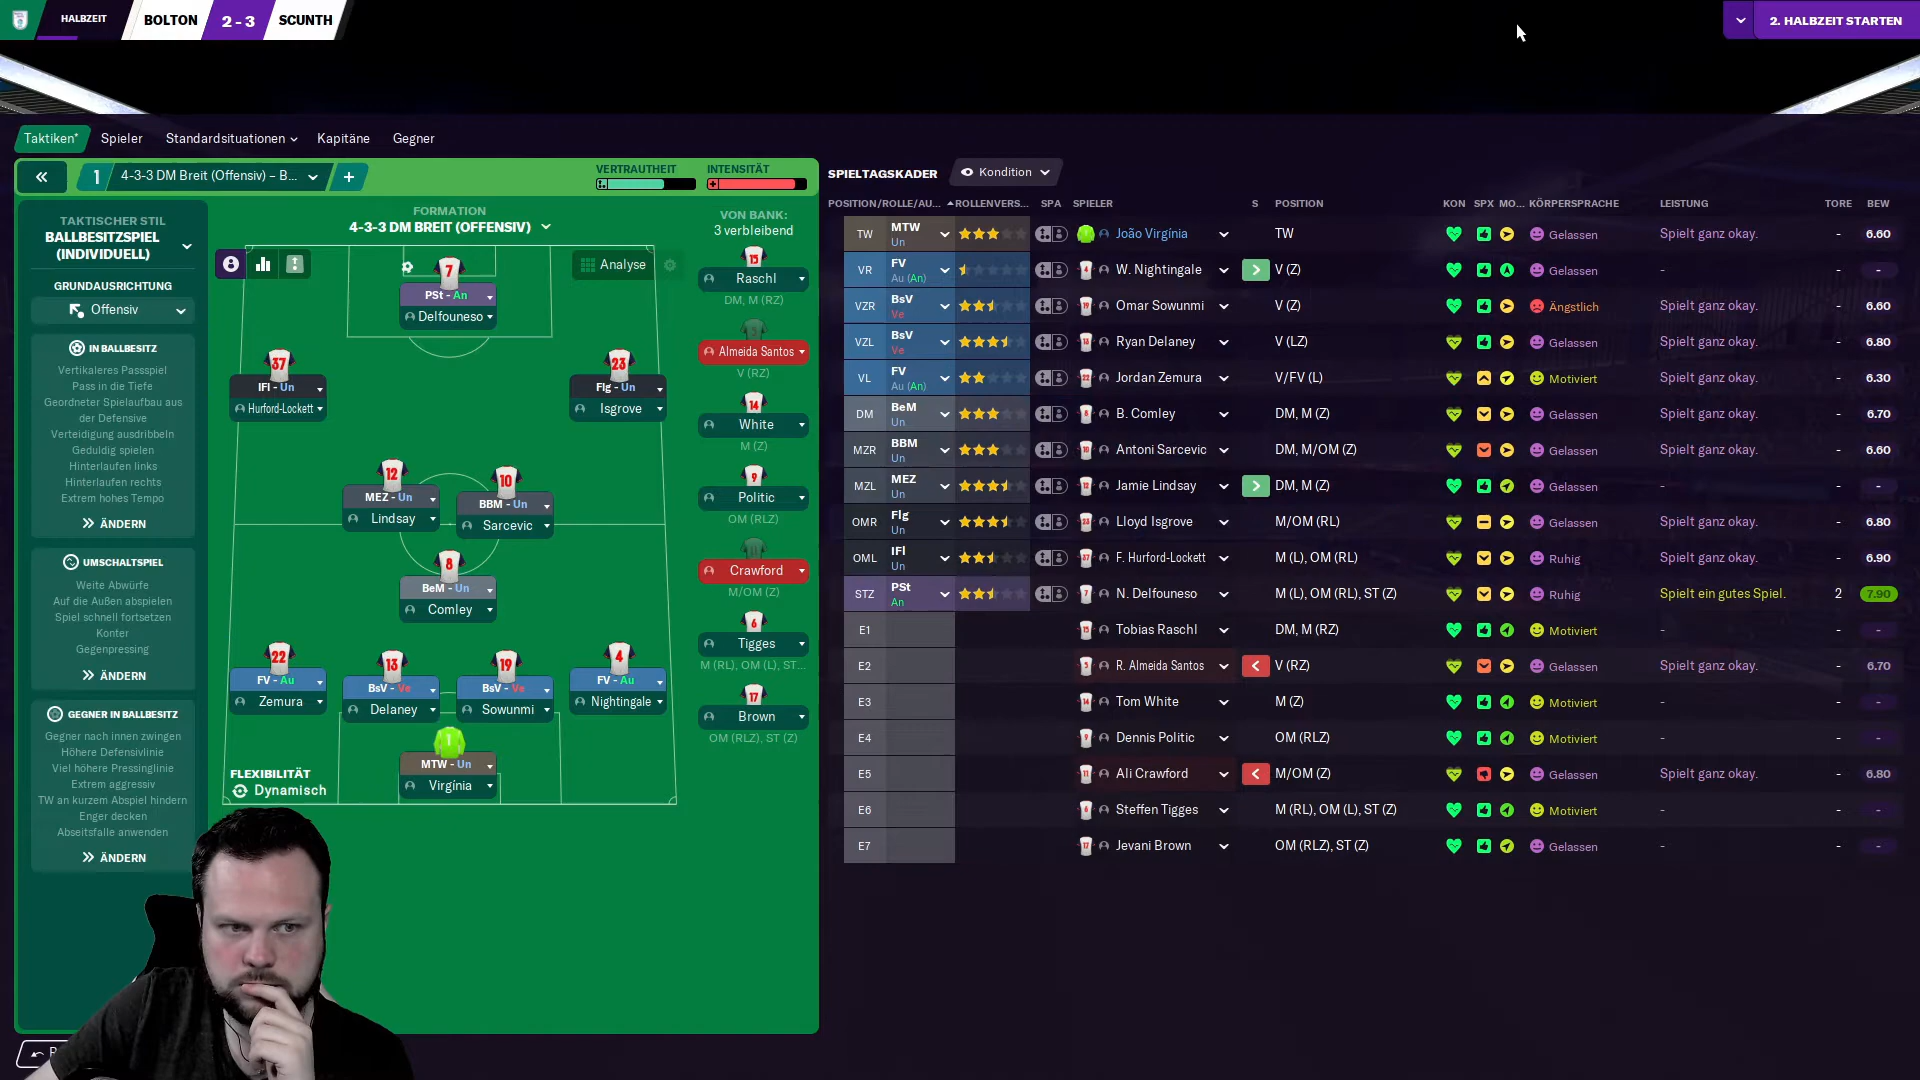 HALBZEIT
BOLTON 2 - 3 SCUNTH
2. HALBZEIT STARTEN
Taktiken* Spieler Standardsituationen Kapitäne Gegner
1 4-3-3 DM Breit (Offensiv) – B... +
VERTRAUTHEIT INTENSITÄT
TAKTISCHER STIL
BALLBESITZSPIEL
(INDIVIDUELL)
GRUNDAUSRICHTUNG
Offensiv
IN BALLBESITZ
Vertikaleres Passspiel
Pass in die Tiefe
Geordneter Spielaufbau aus
der Defensive
Verteidigung ausdribbeln
Geduldig spielen
Hinterlaufen links
Hinterlaufen rechts
Extrem hohes Tempo
ÄNDERN
UMSCHALTSPIEL
Weite Abwürfe
Auf die Außen abspielen
Spiel schnell fortsetzen
Konter
Gegenpressing
ÄNDERN
GEGNER IN BALLBESITZ
Gegner nach innen zwingen
Höhere Defensivlinie
Viel höhere Pressinglinie
Extrem aggressiv
TW an kurzem Abspiel hindern
Enger decken
Abseitsfalle anwenden
ÄNDERN
FORMATION
4-3-3 DM BREIT (OFFENSIV)
Analyse
7
PSt - An
Delfouneso
37
IFl - Un
Hurford-Lockett
23
Flg - Un
Isgrove
12
MEZ - Un
Lindsay
10
BBM - Un
Sarcevic
8
BeM - Un
Comley
22
FV - Au
Zemura
13
BsV - Ve
Delaney
19
BsV - Ve
Sowunmi
4
FV - Au
Nightingale
1
MTW - Un
Virgínia
FLEXIBILITÄT
Dynamisch
VON BANK:
3 verbleibend
15
Raschl
DM, M (RZ)
Almeida Santos
V (RZ)
14
White
M (Z)
9
Politic
OM (RLZ)
Crawford
M/OM (Z)
6
Tigges
M (RL), OM (L), ST...
17
Brown
OM (RLZ), ST (Z)
SPIELTAGSKADER Kondition
POSITION/ROLLE/AU... ROLLENVERS... SPA SPIELER S POSITION KON SPX MO... KÖRPERSPRACHE LEISTUNG TORE BEW
TW MTW Un João Virgínia TW Gelassen Spielt ganz okay. - 6.60
VR FV Au (An) W. Nightingale V (Z) Gelassen - - -
VZR BsV Ve Omar Sowunmi V (Z) Ängstlich Spielt ganz okay. - 6.60
VZL BsV Ve Ryan Delaney V (LZ) Gelassen Spielt ganz okay. - 6.80
VL FV Au (An) Jordan Zemura V/FV (L) Motiviert Spielt ganz okay. - 6.30
DM BeM Un B. Comley DM, M (Z) Gelassen Spielt ganz okay. - 6.70
MZR BBM Un Antoni Sarcevic DM, M/OM (Z) Gelassen Spielt ganz okay. - 6.60
MZL MEZ Un Jamie Lindsay DM, M (Z) Gelassen - - -
OMR Flg Un Lloyd Isgrove M/OM (RL) Gelassen Spielt ganz okay. - 6.80
OML IFl Un F. Hurford-Lockett M (L), OM (RL) Ruhig Spielt ganz okay. - 6.90
STZ PSt An N. Delfouneso M (L), OM (RL), ST (Z) Ruhig Spielt ein gutes Spiel. 2 7.90
E1 Tobias Raschl DM, M (RZ) Motiviert - - -
E2 R. Almeida Santos V (RZ) Gelassen Spielt ganz okay. - 6.70
E3 Tom White M (Z) Motiviert - - -
E4 Dennis Politic OM (RLZ) Motiviert - - -
E5 Ali Crawford M/OM (Z) Gelassen Spielt ganz okay. - 6.80
E6 Steffen Tigges M (RL), OM (L), ST (Z) Motiviert - - -
E7 Jevani Brown OM (RLZ), ST (Z) Gelassen - - -